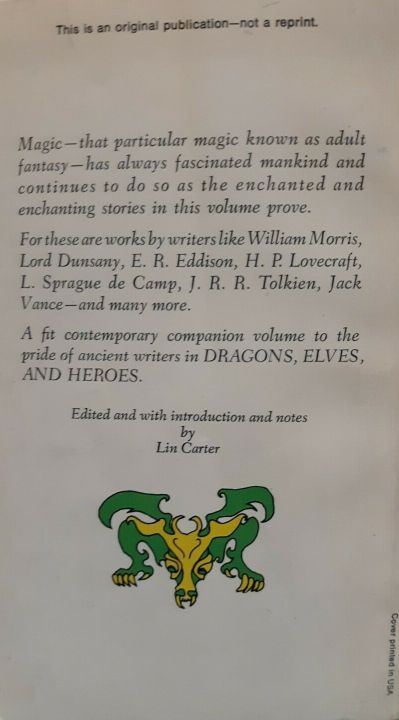 This is an original publication—not a reprint.
Magic—that particular magic known as adult
fantasy—has always fascinated mankind and
continues to do so as the enchanted and
enchanting stories in this volume prove.
For these are works by writers like William Morris,
Lord Dunsany, E. R. Eddison, H. P. Lovecraft,
L. Sprague de Camp, J. R. R. Tolkien, Jack
Vance—and many more.
A fit contemporary companion volume to the
pride of ancient writers in DRAGONS, ELVES,
AND HEROES.
Edited and with introduction and notes
by
Lin Carter
Cover printed in USA